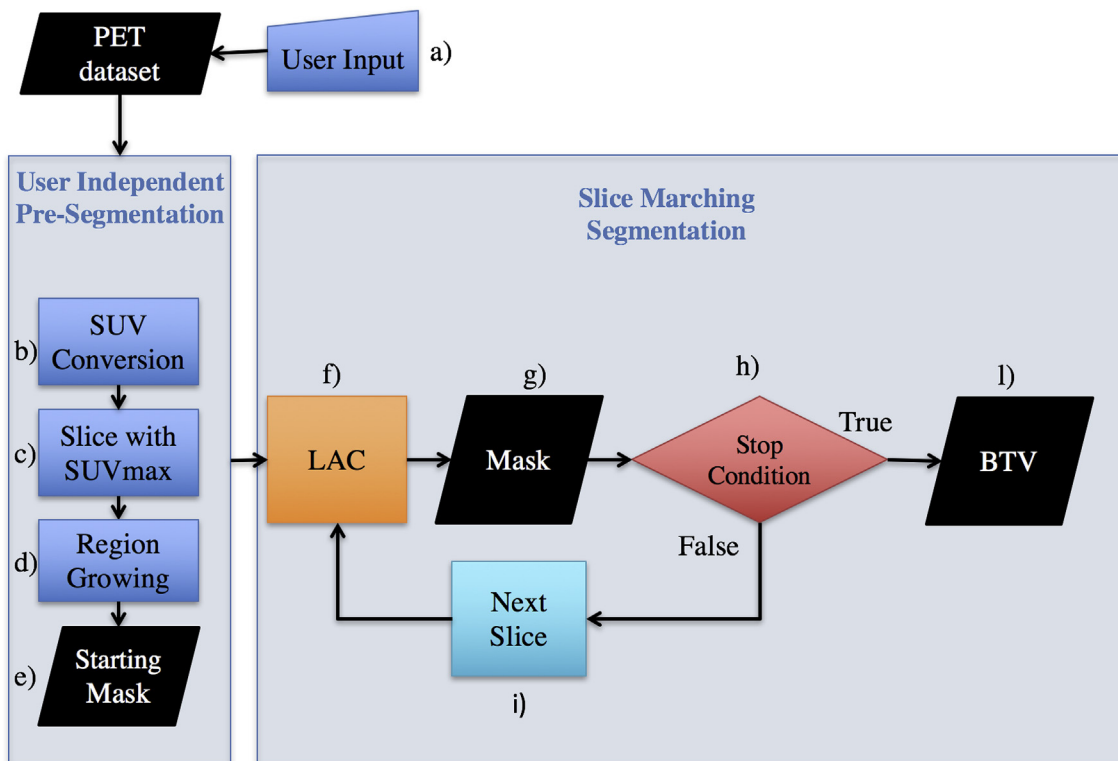 PET
dataset
User Input
a)
User Independent
Pre-Segmentation
b)
SUV
Conversion
c)
Slice with
SUVmax
d)
Region
Growing
e)
Starting
Mask
Slice Marching
Segmentation
f)
LAC
g)
Mask
h)
Stop
Condition
True
False
l)
BTV
Next
Slice
i)